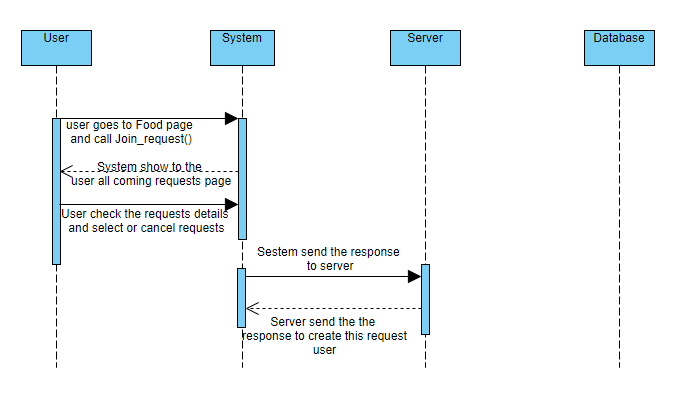 User
System
Server
Database
user goes to Food page
and call Join_request()
System show to the
user all coming requests page
User check the requests details
and select or cancel requests
Sestem send the response
to server
Server send the the
response to create this request
user